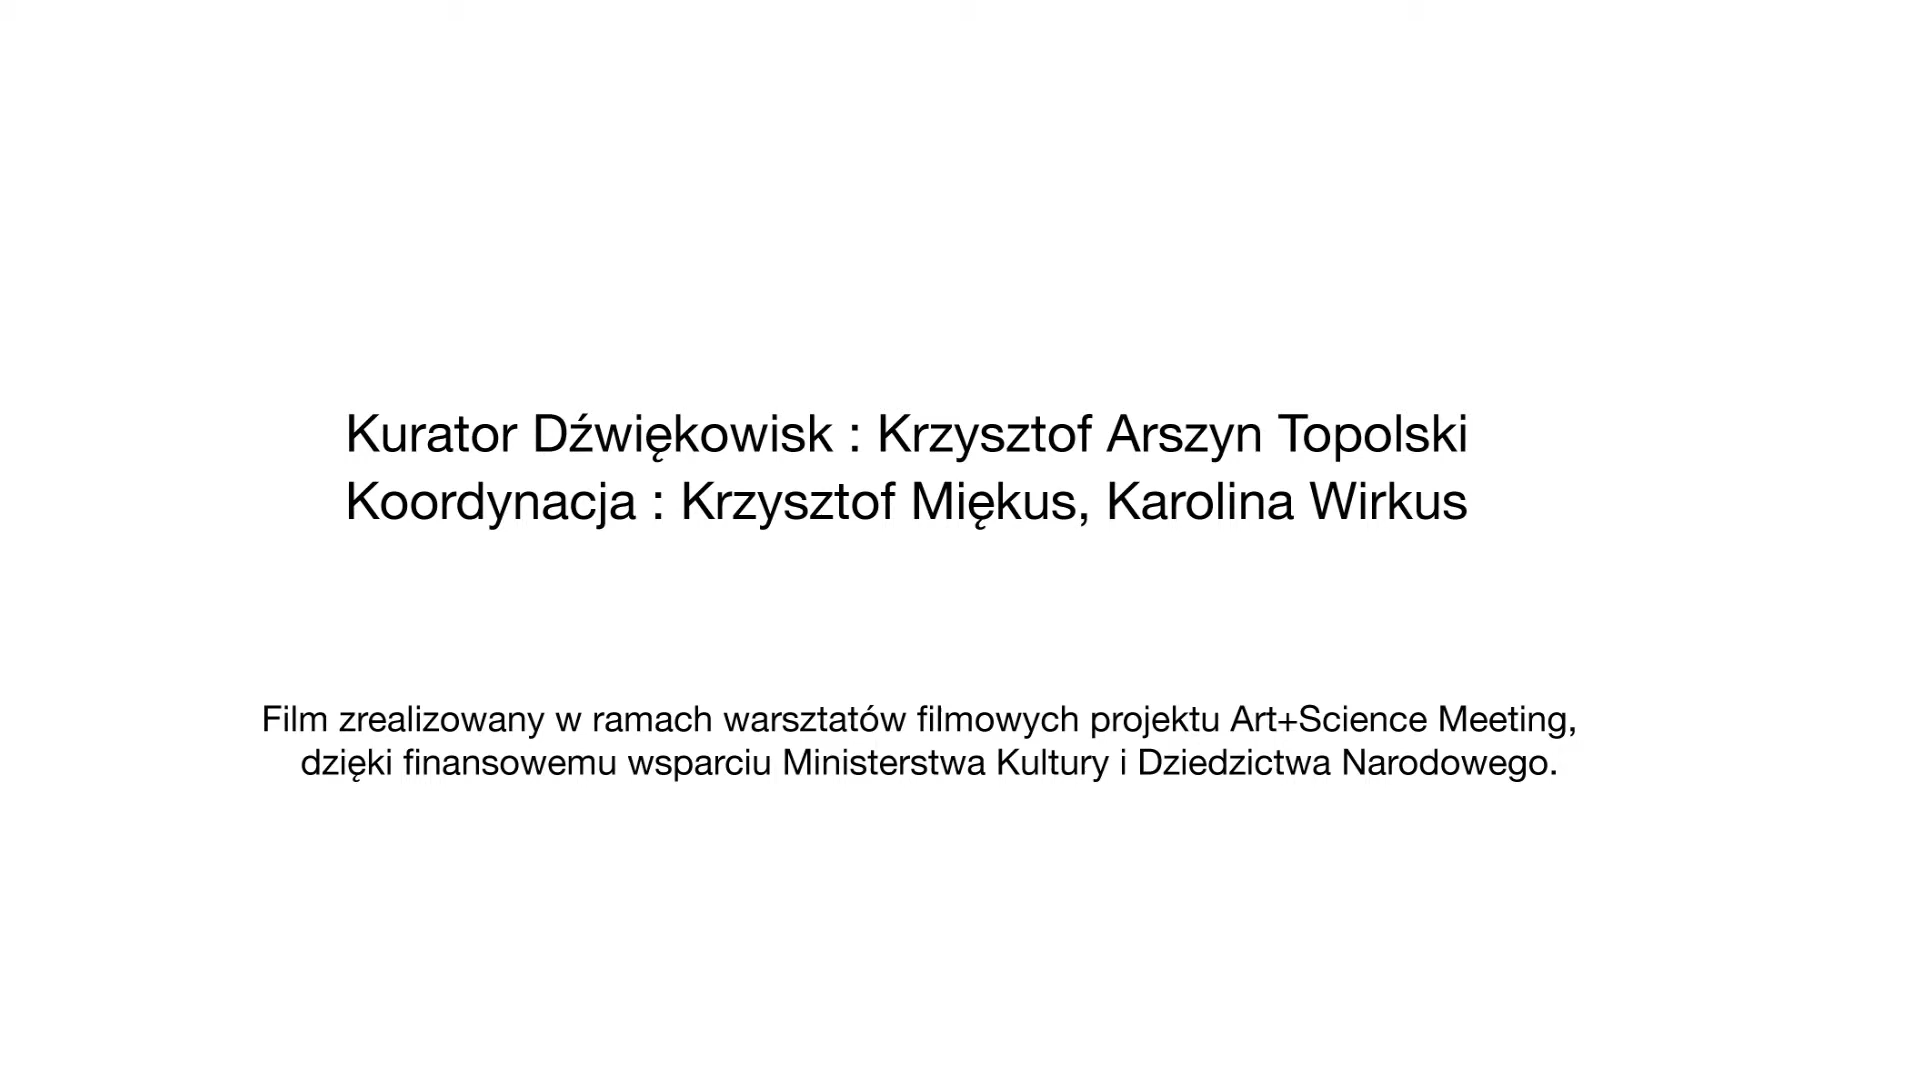 Kurator Dźwiękowisk : Krzysztof Arszyn Topolski
Koordynacja : Krzysztof Miękus, Karolina Wirkus
Film zrealizowany w ramach warsztatów filmowych projektu Art+Science Meeting,
dzięki finansowemu wsparciu Ministerstwa Kultury i Dziedzictwa Narodowego.